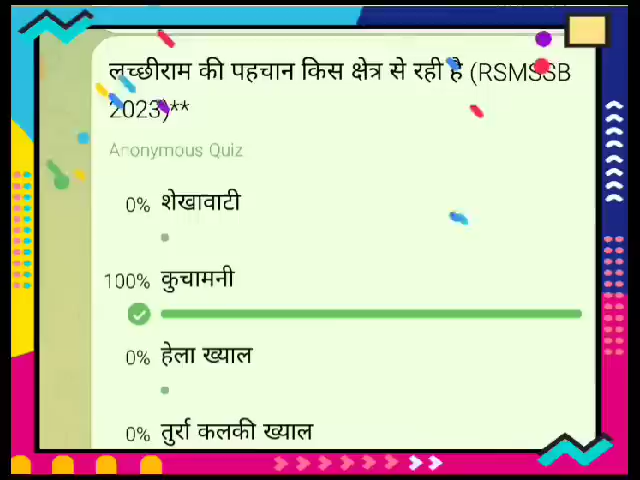 लच्छीराम की पहचान किस क्षेत्र से रही है (RSMSSB
2023)**
Anonymous Quiz
0% शेखावाटी
100% कुचामनी
0% हेला ख्याल
0% तुर्रा कलकी ख्याल